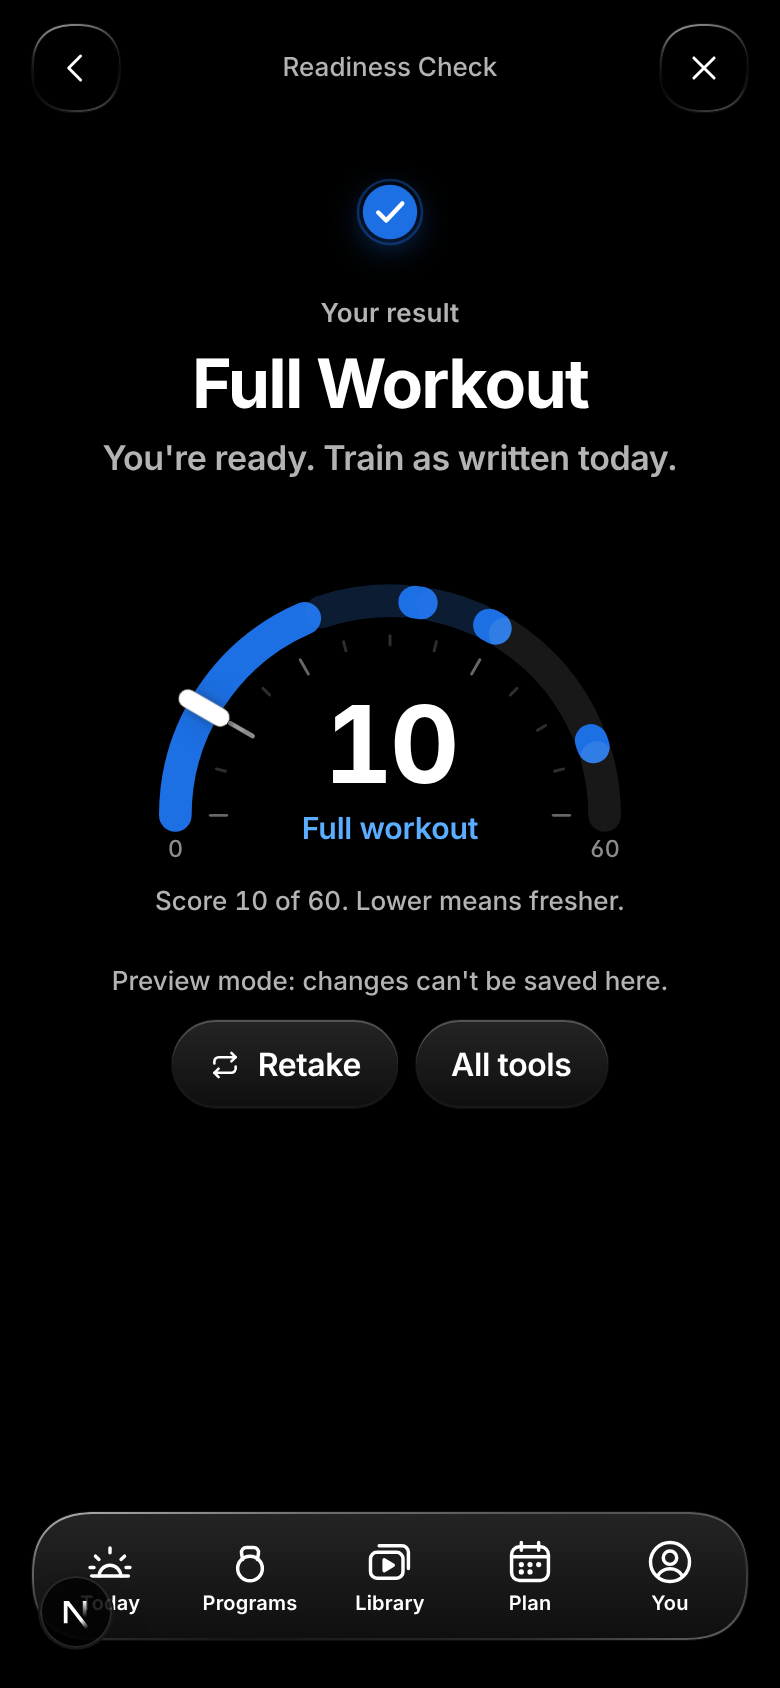 Readiness Check
Your result
Full Workout
You're ready. Train as written today.
10
Full workout
0
60
Score 10 of 60. Lower means fresher.
Preview mode: changes can't be saved here.
Retake
All tools
Today
Programs
Library
Plan
You
N